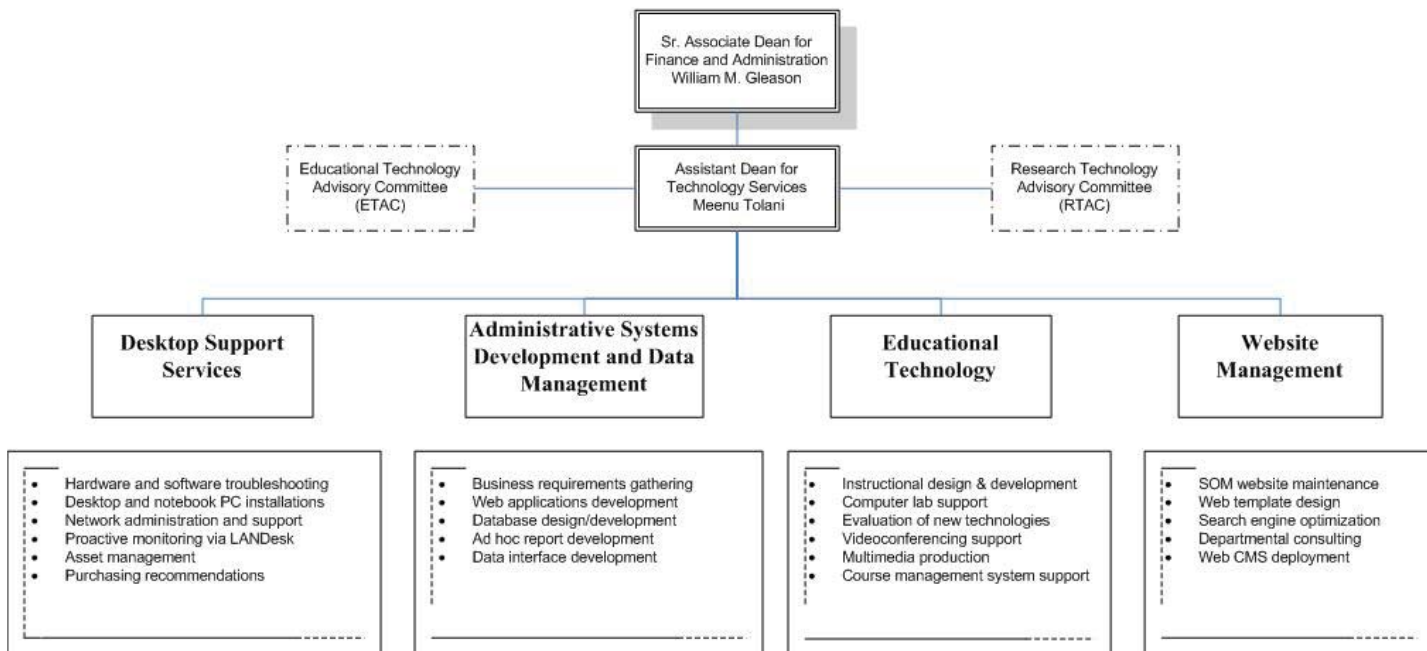 Sr. Associate Dean for
Finance and Administration
William M. Gleason
Educational Technology
Advisory Committee
(ETAC)
Assistant Dean for
Technology Services
Meenu Tolani
Research Technology
Advisory Committee
(RTAC)
Desktop Support
Services
Administrative Systems
Development and Data
Management
Educational
Technology
Website
Management
• Hardware and software troubleshooting
• Desktop and notebook PC installations
• Network administration and support
• Proactive monitoring via LANDesk
• Asset management
• Purchasing recommendations
• Business requirements gathering
• Web applications development
• Database design/development
• Ad hoc report development
• Data interface development
• Instructional design & development
• Computer lab support
• Evaluation of new technologies
• Videoconferencing support
• Multimedia production
• Course management system support
• SOM website maintenance
• Web template design
• Search engine optimization
• Departmental consulting
• Web CMS deployment